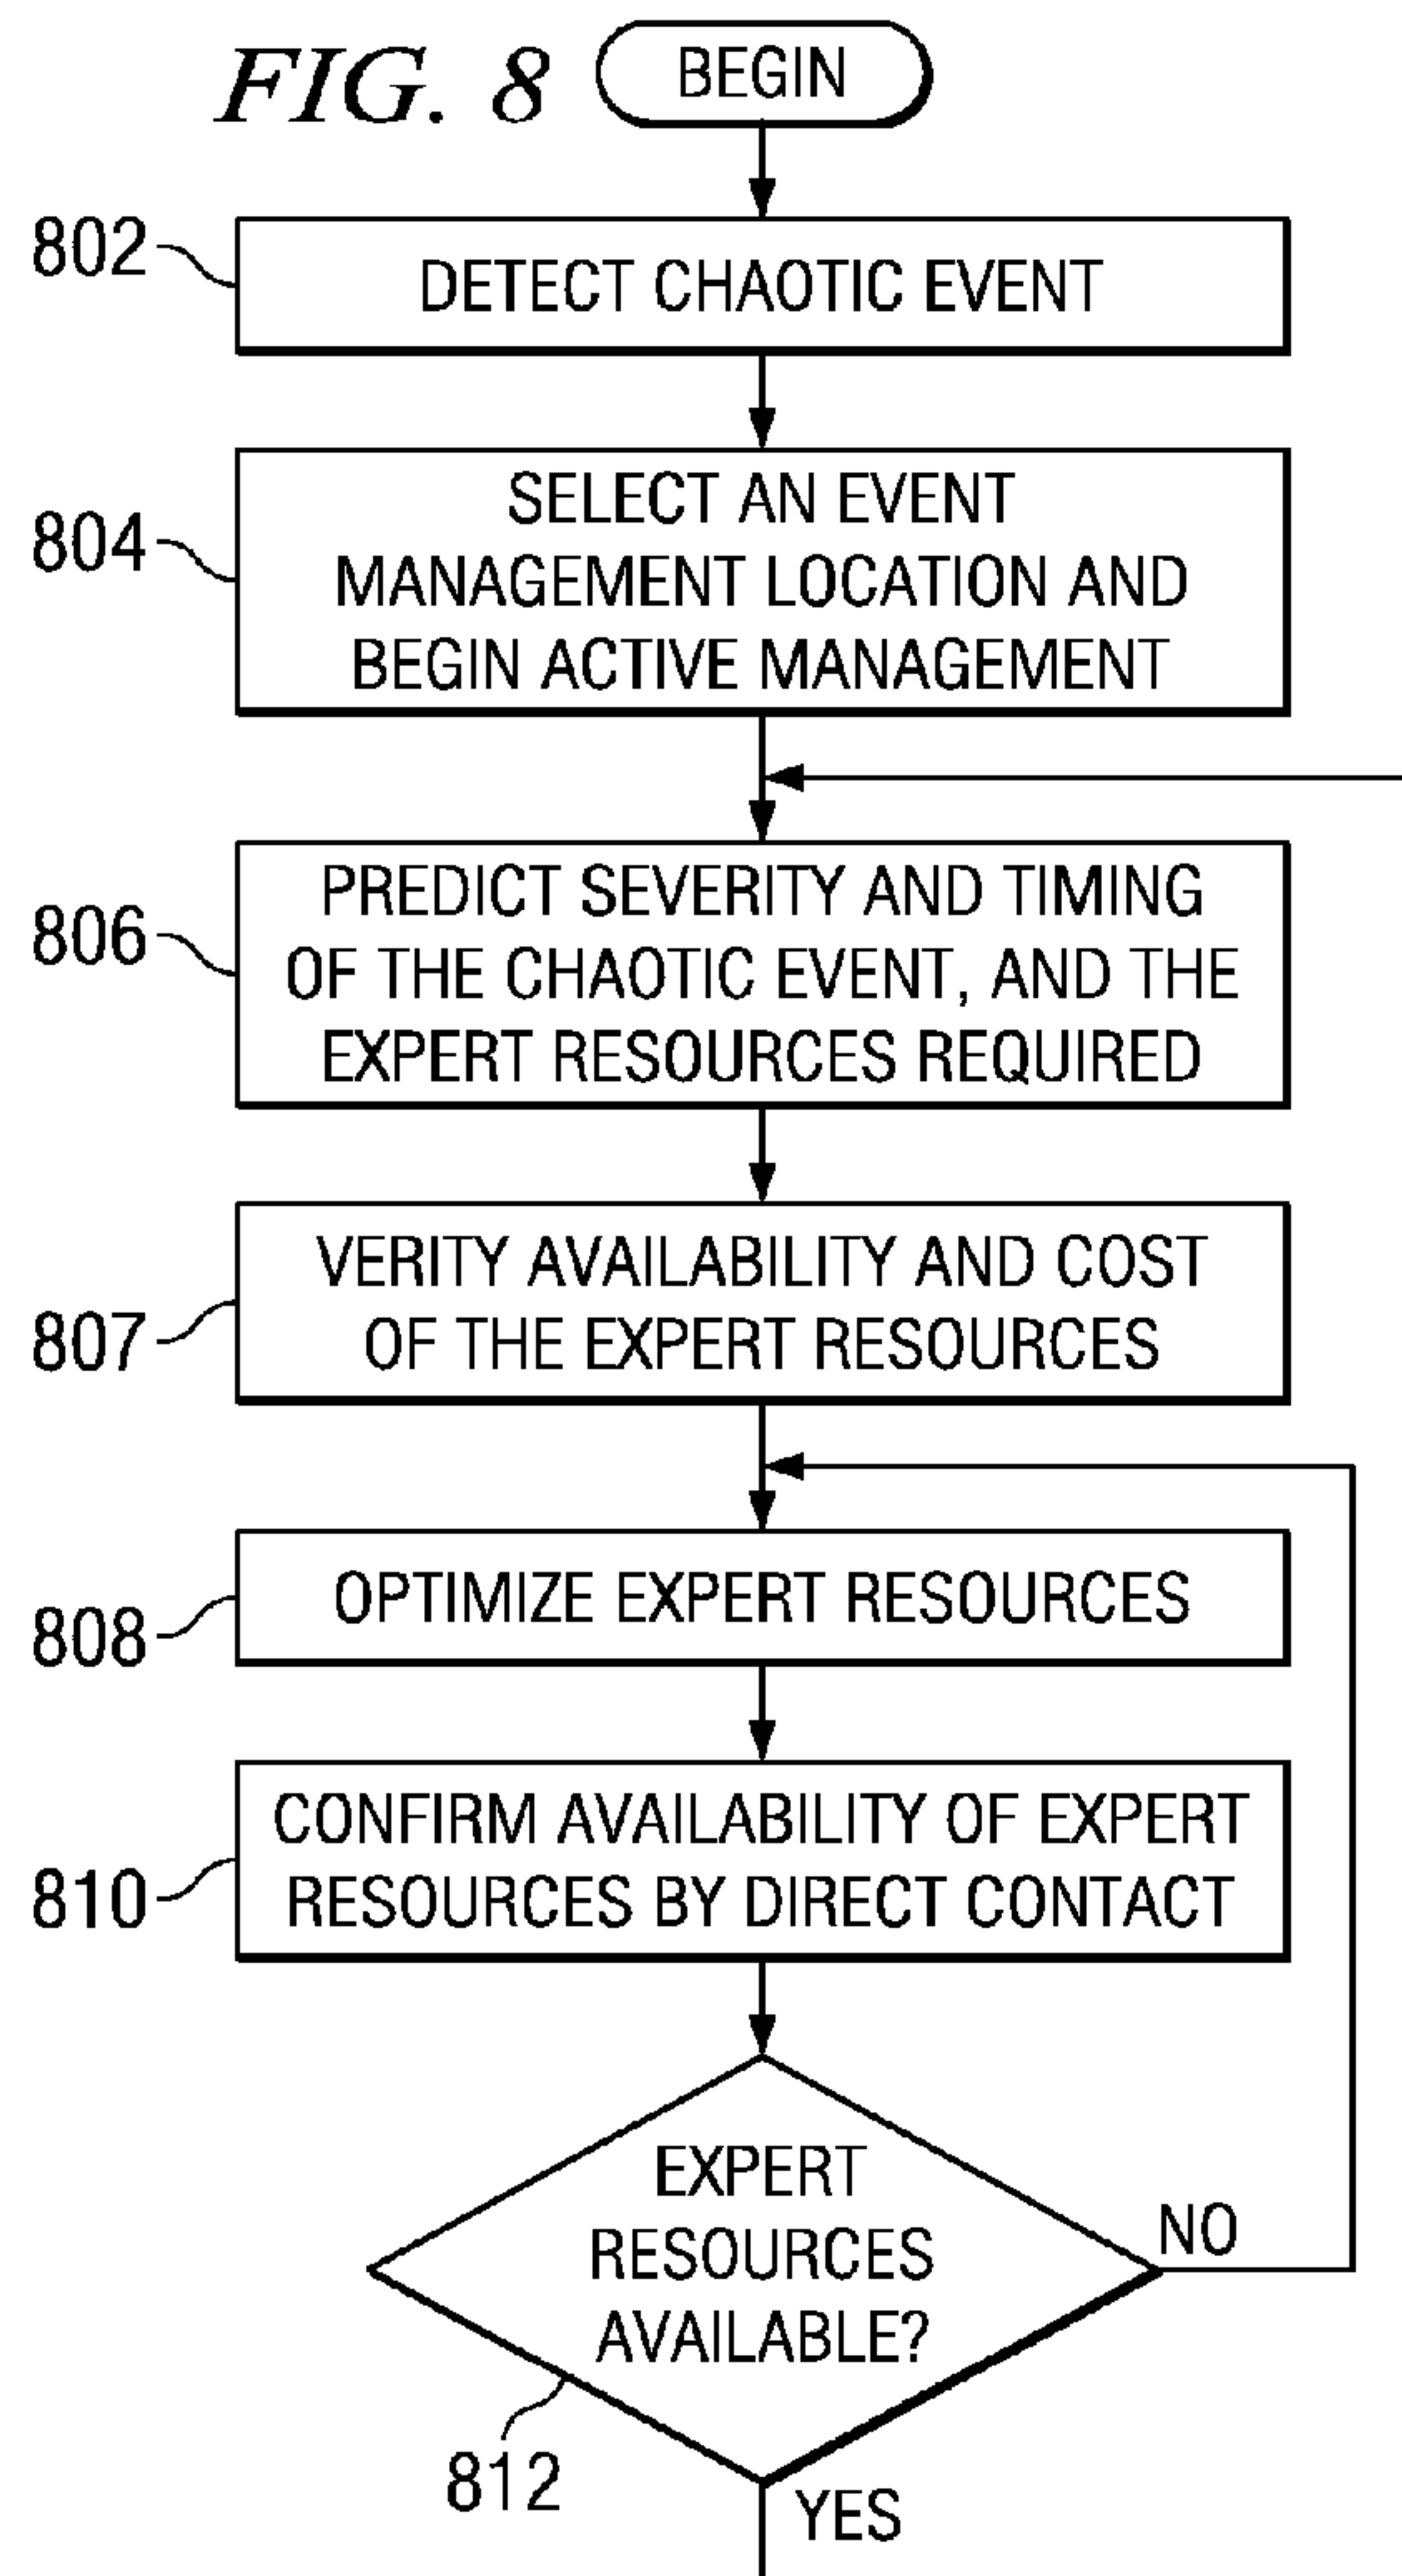 FIG. 8
BEGIN
802
DETECT CHAOTIC EVENT
804
SELECT AN EVENT
MANAGEMENT LOCATION AND
BEGIN ACTIVE MANAGEMENT
806
PREDICT SEVERITY AND TIMING
OF THE CHAOTIC EVENT, AND THE
EXPERT RESOURCES REQUIRED
807
VERITY AVAILABILITY AND COST
OF THE EXPERT RESOURCES
808
OPTIMIZE EXPERT RESOURCES
810
CONFIRM AVAILABILITY OF EXPERT
RESOURCES BY DIRECT CONTACT
EXPERT
RESOURCES
AVAILABLE?
NO
812
YES